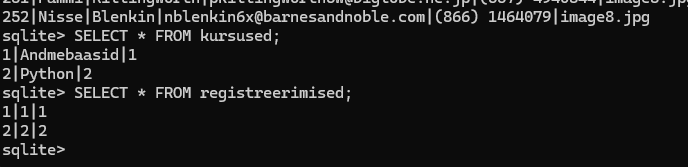 252|Nisse|Blenkin|nblenkin6x@barnesandnoble.com|(866) 1464079|image8.jpg
sqlite> SELECT * FROM kursused;
1|Andmebaasid|1
2|Python|2
sqlite> SELECT * FROM registreerimised;
1|1|1
2|2|2
sqlite>